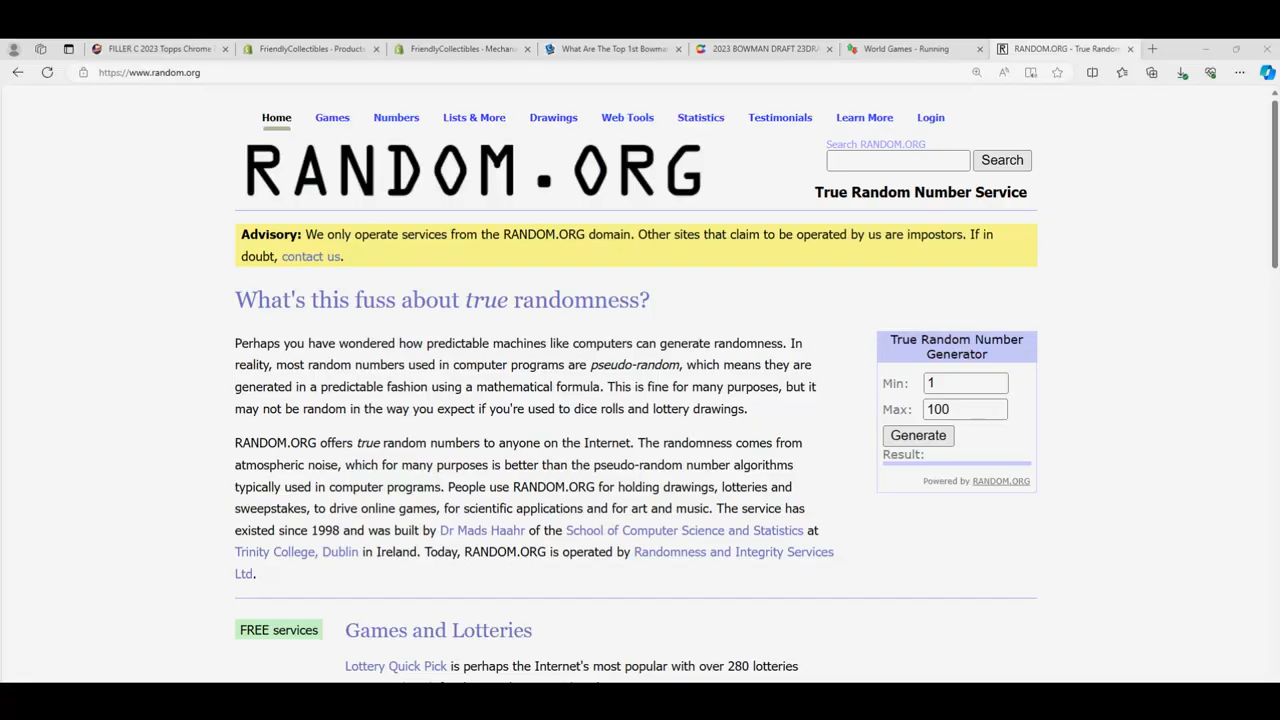 FILLER C 2023 Topps Chrome
FriendlyCollectibles - Product
FriendlyCollectibles - Mechan
What Are The Top 1st Bowman
2023 BOWMAN DRAFT 23DRA
World Games - Running
RANDOM.ORG - True Random
https://www.random.org
Home Games Numbers Lists & More Drawings Web Tools Statistics Testimonials Learn More Login
RANDOM.ORG
Search RANDOM.ORG
Search
True Random Number Service
Advisory: We only operate services from the RANDOM.ORG domain. Other sites that claim to be operated by us are impostors. If in
doubt, contact us.
What's this fuss about true randomness?
Perhaps you have wondered how predictable machines like computers can generate randomness. In
reality, most random numbers used in computer programs are pseudo-random, which means they are
generated in a predictable fashion using a mathematical formula. This is fine for many purposes, but it
may not be random in the way you expect if you're used to dice rolls and lottery drawings.
RANDOM.ORG offers true random numbers to anyone on the Internet. The randomness comes from
atmospheric noise, which for many purposes is better than the pseudo-random number algorithms
typically used in computer programs. People use RANDOM.ORG for holding drawings, lotteries and
sweepstakes, to drive online games, for scientific applications and for art and music. The service has
existed since 1998 and was built by Dr Mads Haahr of the School of Computer Science and Statistics at
Trinity College, Dublin in Ireland. Today, RANDOM.ORG is operated by Randomness and Integrity Services
Ltd.
True Random Number
Generator
Min: 1
Max: 100
Generate
Result:
Powered by RANDOM.ORG
FREE services
Games and Lotteries
Lottery Quick Pick is perhaps the Internet's most popular with over 280 lotteries